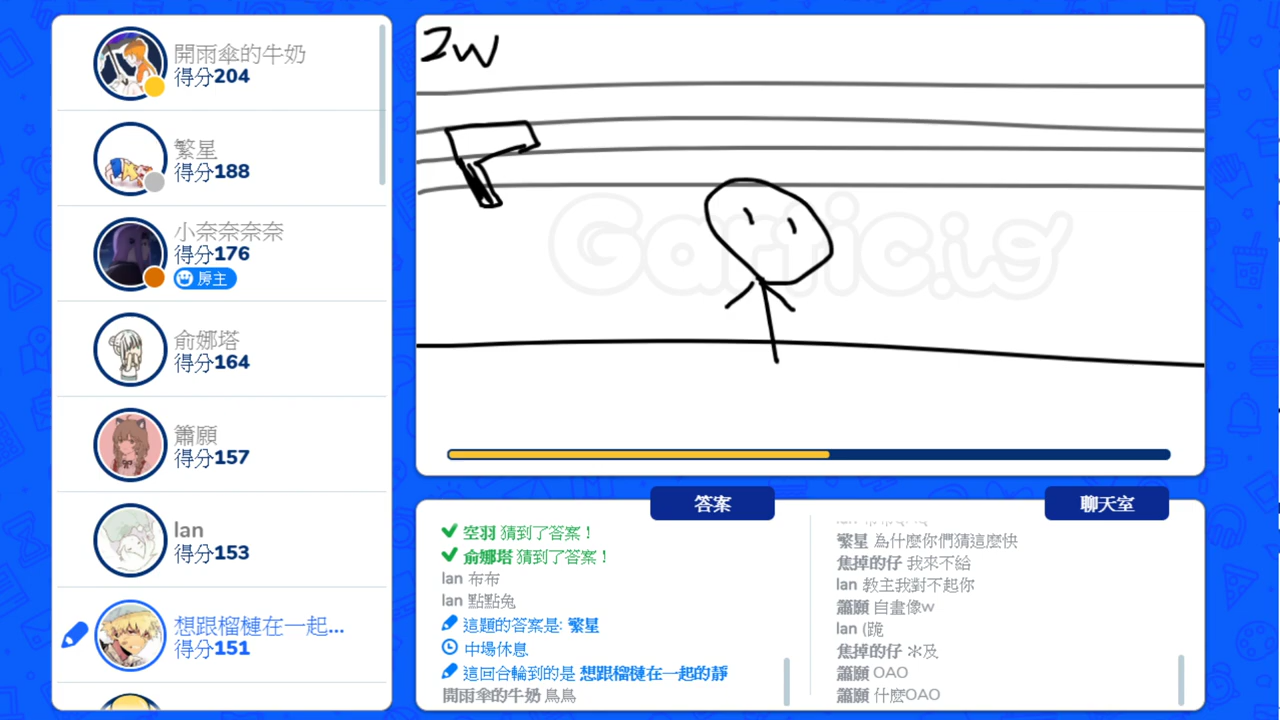 開雨傘的牛奶
得分204
繁星
得分188
小奈奈奈奈
得分176
房主
俞娜塔
得分164
簫願
得分157
lan
得分153
想跟榴槤在一起...
得分151
2W
Gartic.io
答案
空羽 猜到了答案！
俞娜塔 猜到了答案！
lan 布布
lan 點點兔
這題的答案是: 繁星
中場休息
這回合輪到的是 想跟榴槤在一起的靜
開雨傘的牛奶 鳥鳥
聊天室
繁星 為什麼你們猜這麼快
焦掉的仔 我來不給
lan 教主我對不起你
簫願 自畫像w
lan (跪
焦掉的仔 氺及
簫願 OAO
簫願 什麼OAO